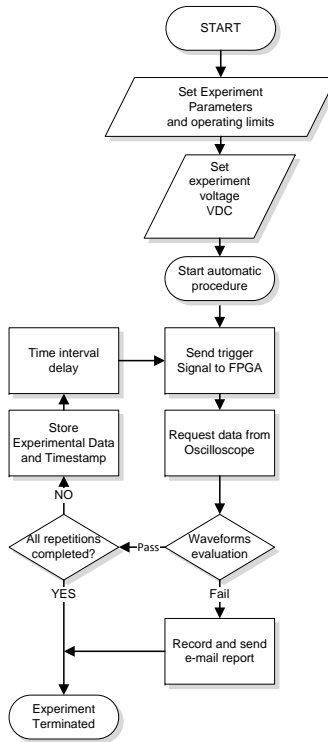 START
Set Experiment
Parameters
and operating limits
Set
experiment
voltage
VDC
Start automatic
procedure
Time interval
delay
Send trigger
Signal to FPGA
Store
Experimental Data
and Timestamp
Request data from
Oscilloscope
NO
All repetitions
completed?
Pass
Waveforms
evaluation
YES
Fail
Record and send
e-mail report
Experiment
Terminated